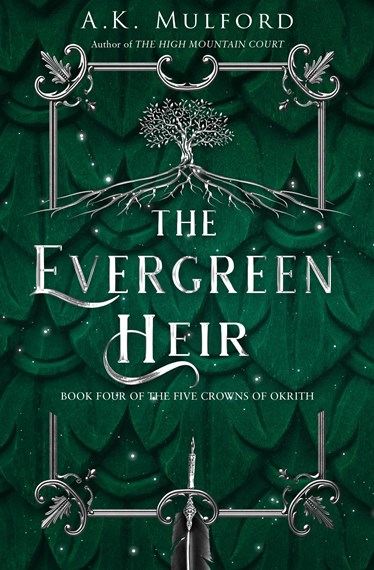 A.K. MULFORD
Author of THE HIGH MOUNTAIN COURT
THE
EVERGREEN
HEIR
BOOK FOUR OF THE FIVE CROWNS OF OKRITH